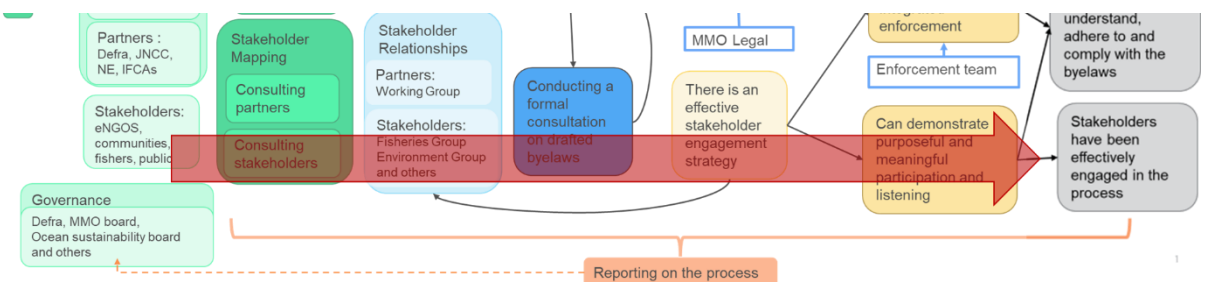 Partners :
Defra, JNCC,
NE, IFCAs
Stakeholders:
eNGOS,
communities,
fishers, public
Governance
Defra, MMO board,
Ocean sustainability board
and others
Stakeholder
Mapping
Consulting
partners
Consulting
stakeholders
Stakeholder
Relationships
Partners:
Working Group
Stakeholders:
Fisheries Group
Environment Group
and others
Conducting a
formal
consultation
on drafted
byelaws
MMO Legal
There is an
effective
stakeholder
engagement
strategy
enforcement
Enforcement team
Can demonstrate
purposeful and
meaningful
participation and
listening
understand,
adhere to and
comply with the
byelaws
Stakeholders
have been
effectively
engaged in the
process
Reporting on the process
1